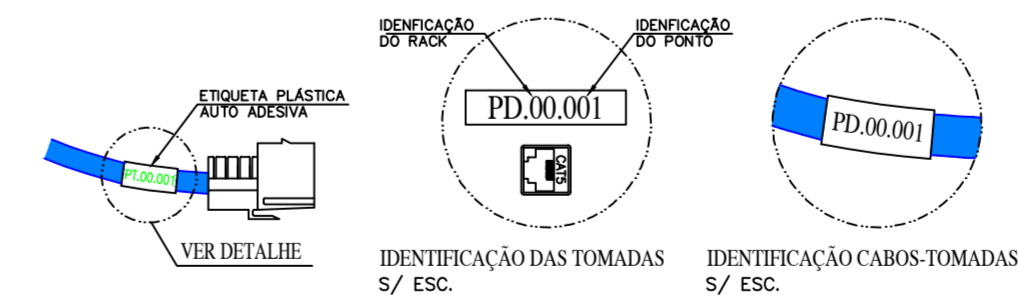 ETIQUETA PLÁSTICA
AUTO ADESIVA
PT.00.001
VER DETALHE
IDENFICAÇÃO
DO RACK
IDENFICAÇÃO
DO PONTO
PD.00.001
CAT5
IDENTIFICAÇÃO DAS TOMADAS
S/ ESC.
PD.00.001
IDENTIFICAÇÃO CABOS-TOMADAS
S/ ESC.